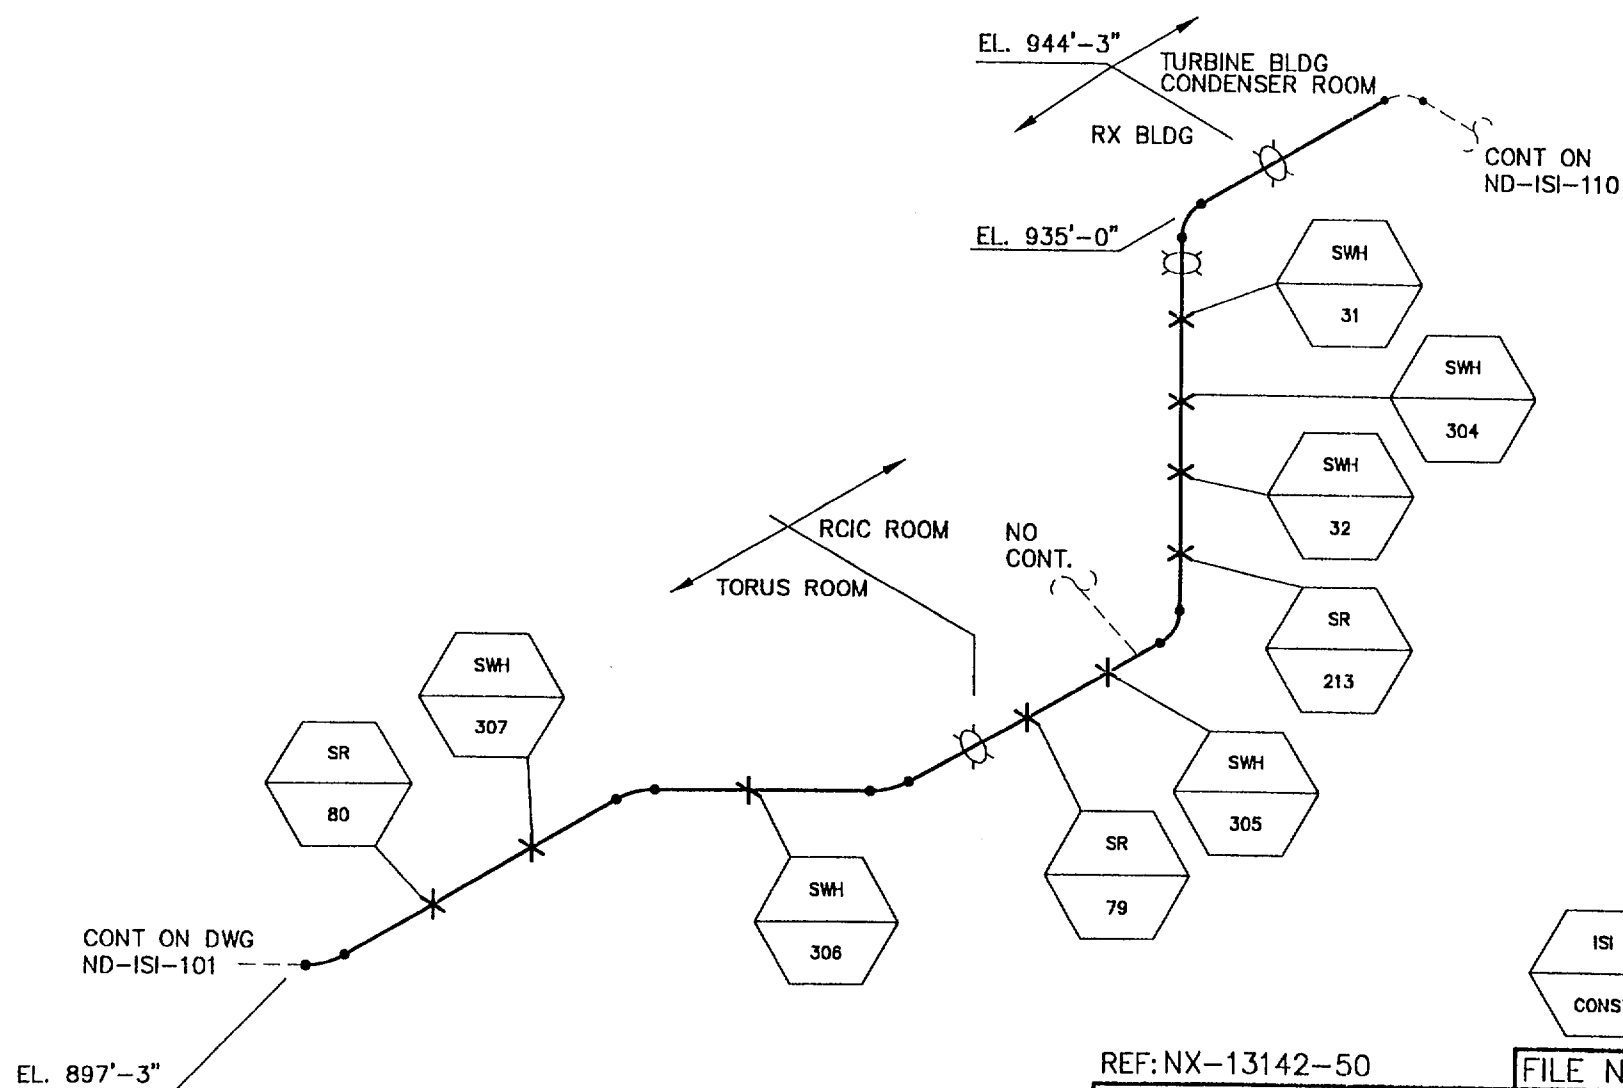 EL. 944'-3"
TURBINE BLDG
CONDENSER ROOM
RX BLDG
CONT ON
ND-ISI-110
EL. 935'-0"
SWH
31
SWH
304
SWH
32
RCIC ROOM
TORUS ROOM
NO
CONT.
SR
213
SWH
307
SR
80
SWH
305
SR
79
SWH
306
CONT ON DWG
ND-ISI-101
ISI
CONS
EL. 897'-3"
REF: NX-13142-50
FILE N